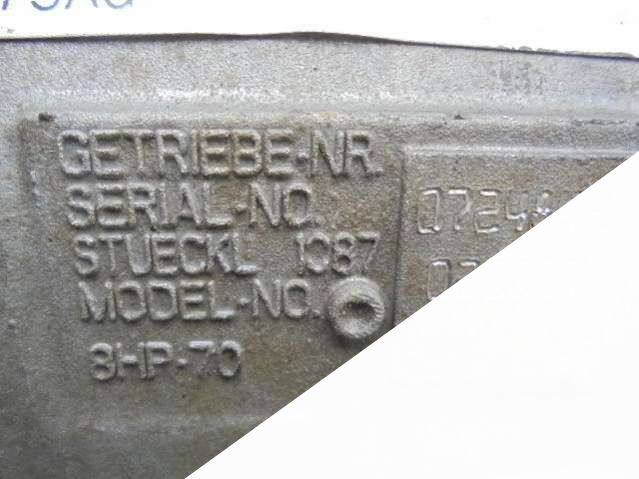 GETRIEBE-NR.
SERIAL-NO.
STUECKL 1087
MODEL-NO.
8HP-70